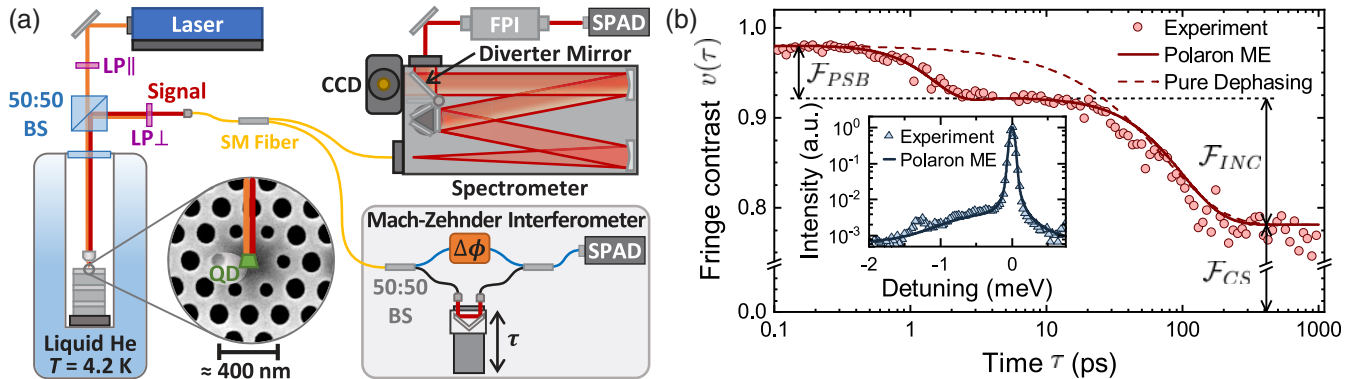 (a)
Laser
LP∥
50:50
BS
Signal
LP⊥
SM Fiber
Liquid He
T = 4.2 K
QD
≈ 400 nm
FPI
SPAD
Diverter Mirror
CCD
Spectrometer
Mach-Zehnder Interferometer
Δϕ
SPAD
50:50
BS
τ
(b)
Fringe contrast v(τ)
1.0
0.9
0.8
0.7
0.0
0.1
1
10
100
1000
Time τ (ps)
Experiment
Polaron ME
Pure Dephasing
ℱPSB
ℱINC
ℱCS
Intensity (a.u.)
10⁰
10⁻¹
10⁻²
10⁻³
Experiment
Polaron ME
-2
-1
0
Detuning (meV)